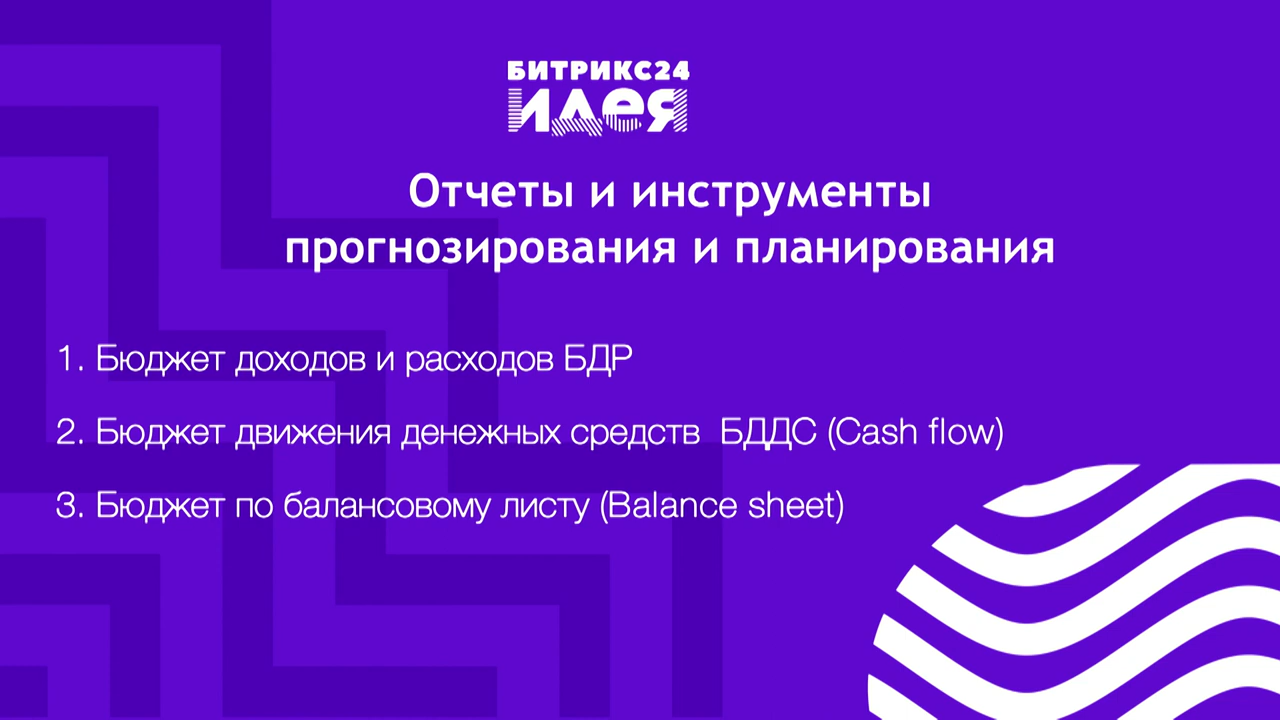 БИТРИКС24
идея
Отчеты и инструменты
прогнозирования и планирования
1. Бюджет доходов и расходов БДР
2. Бюджет движения денежных средств БДДС (Cash flow)
3. Бюджет по балансовому листу (Balance sheet)